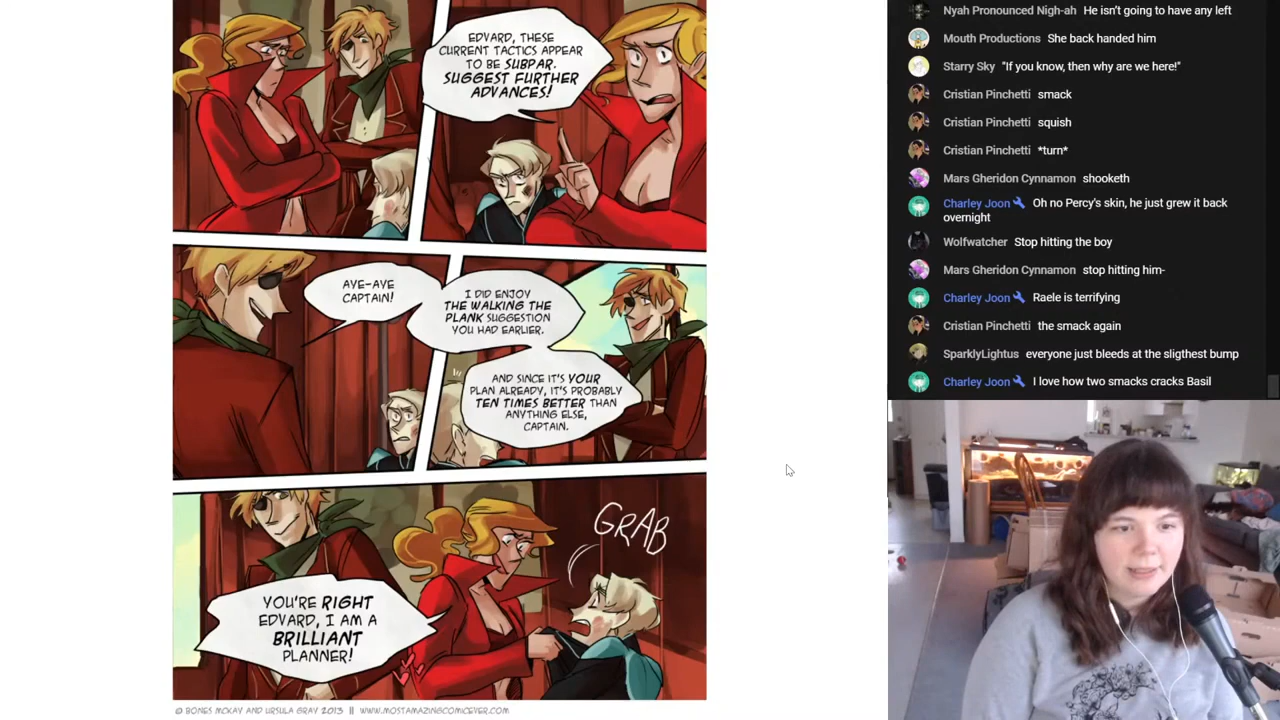 EDVARD, THESE
CURRENT TACTICS APPEAR
TO BE SUBPAR.
SUGGEST FURTHER
ADVANCES!
AYE-AYE
CAPTAIN!
I DID ENJOY
THE WALKING THE
PLANK SUGGESTION
YOU HAD EARLIER.
AND SINCE IT'S YOUR
PLAN ALREADY, IT'S PROBABLY
TEN TIMES BETTER THAN
ANYTHING ELSE,
CAPTAIN.
GRAB
YOU'RE RIGHT
EDVARD, I AM A
BRILLIANT
PLANNER!
© BONES MCKAY AND URSULA GRAY 2013 || WWW.MOSTAMAZINGCOMICEVER.COM
Nyah Pronounced Nigh-ah He isn't going to have any left
Mouth Productions She back handed him
Starry Sky "If you know, then why are we here!"
Cristian Pinchetti smack
Cristian Pinchetti squish
Cristian Pinchetti *turn*
Mars Gheridon Cynnamon shooketh
Charley Joon Oh no Percy's skin, he just grew it back
overnight
Wolfwatcher Stop hitting the boy
Mars Gheridon Cynnamon stop hitting him-
Charley Joon Raele is terrifying
Cristian Pinchetti the smack again
SparklyLightus everyone just bleeds at the sligthest bump
Charley Joon I love how two smacks cracks Basil